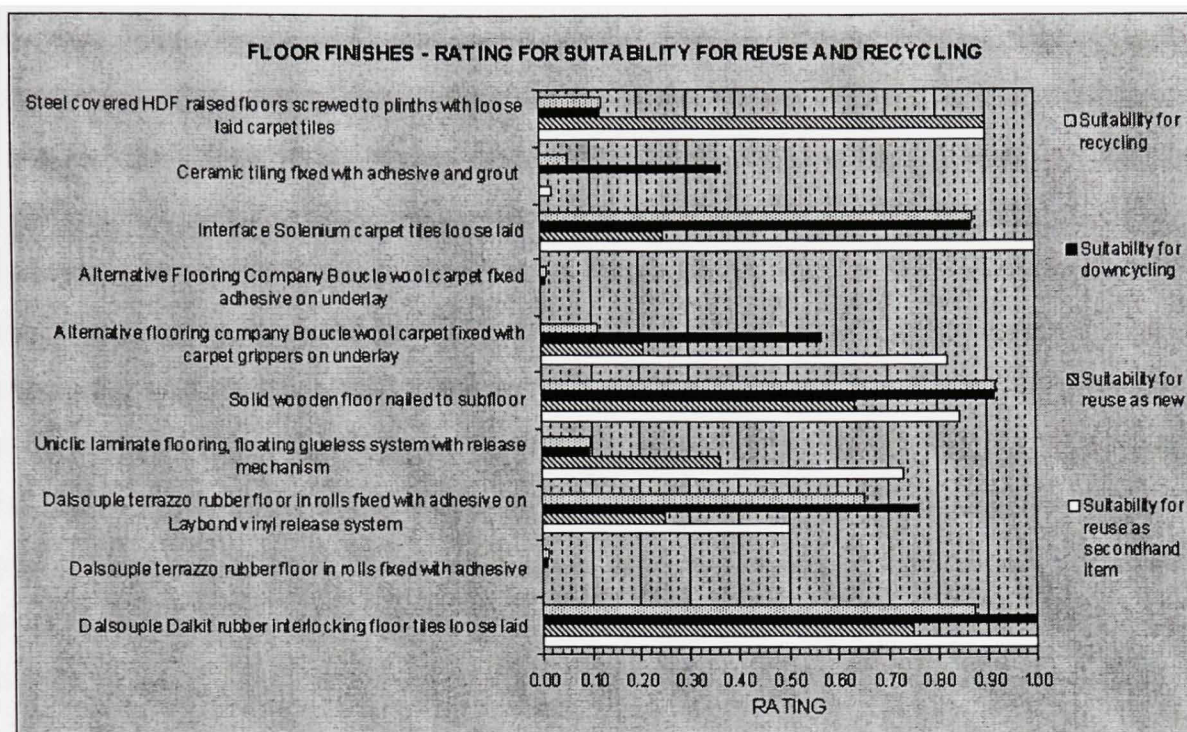 FLOOR FINISHES - RATING FOR SUITABILITY FOR REUSE AND RECYCLING
Steel covered HDF raised floors screwed to plinths with loose
laid carpet tiles
Ceramic tiling fixed with adhesive and grout
Interface Solenium carpet tiles loose laid
Alternative Flooring Company Boucle wool carpet fixed
adhesive on underlay
Alternative flooring company Boucle wool carpet fixed with
carpet grippers on underlay
Solid wooden floor nailed to subfloor
Uniclic laminate flooring, floating glueless system with release
mechanism
Dalsouple terrazzo rubber floor in rolls fixed with adhesive on
Laybond vinyl release system
Dalsouple terrazzo rubber floor in rolls fixed with adhesive
Dalsouple Dalkit rubber interlocking floor tiles loose laid
0.00 0.10 0.20 0.30 0.40 0.50 0.60 0.70 0.80 0.90 1.00
RATING
Suitability for
recycling
Suitability for
downcycling
Suitability for
reuse as new
Suitability for
reuse as
secondhand
item